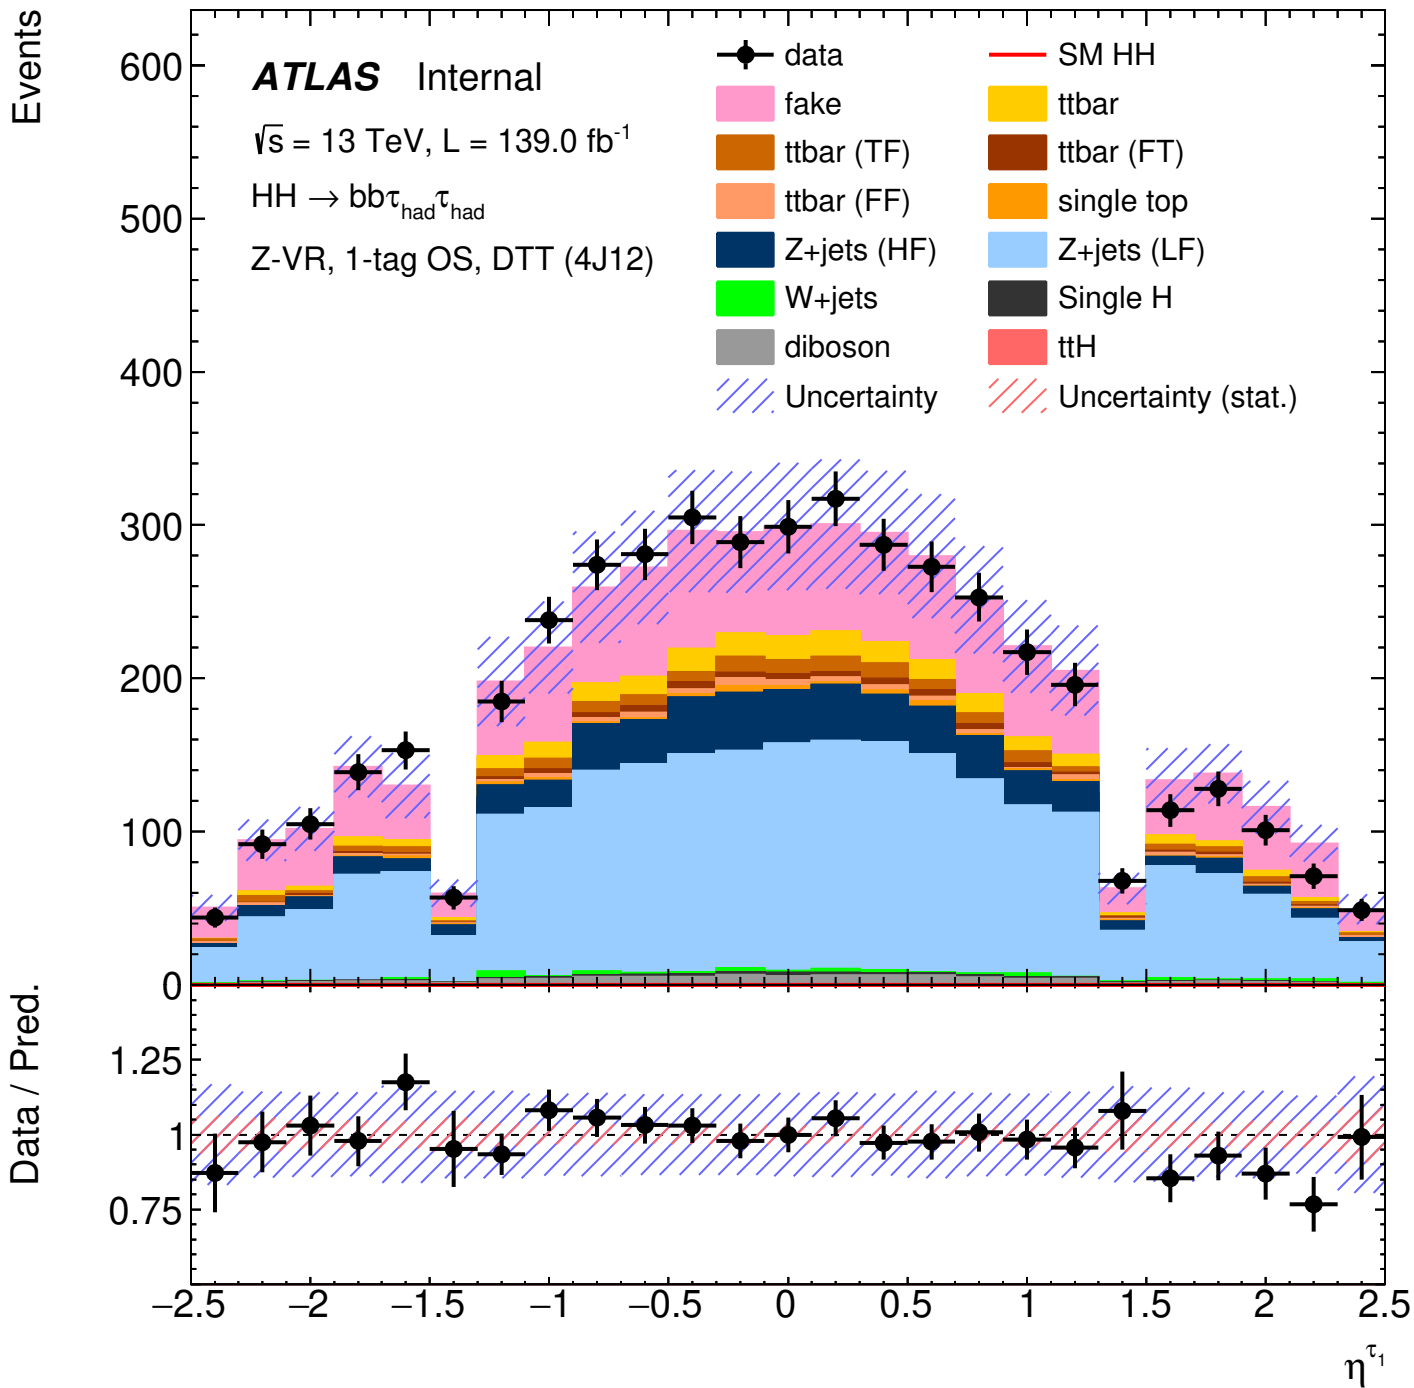 Events
600
500
400
300
200
100
0
ATLAS Internal
√s = 13 TeV, L = 139.0 fb⁻¹
HH → bbτhadτhad
Z-VR, 1-tag OS, DTT (4J12)
data
SM HH
fake
ttbar
ttbar (TF)
ttbar (FT)
ttbar (FF)
single top
Z+jets (HF)
Z+jets (LF)
W+jets
Single H
diboson
ttH
Uncertainty
Uncertainty (stat.)
Data / Pred.
1.25
1
0.75
−2.5 −2 −1.5 −1 −0.5 0 0.5 1 1.5 2 2.5
η^τ₁